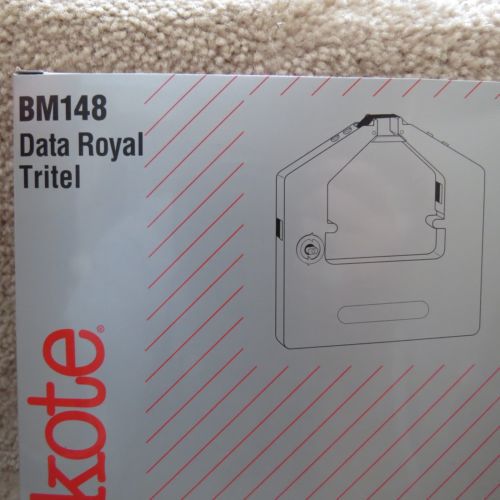 BM148
Data Royal
Tritel
kote®